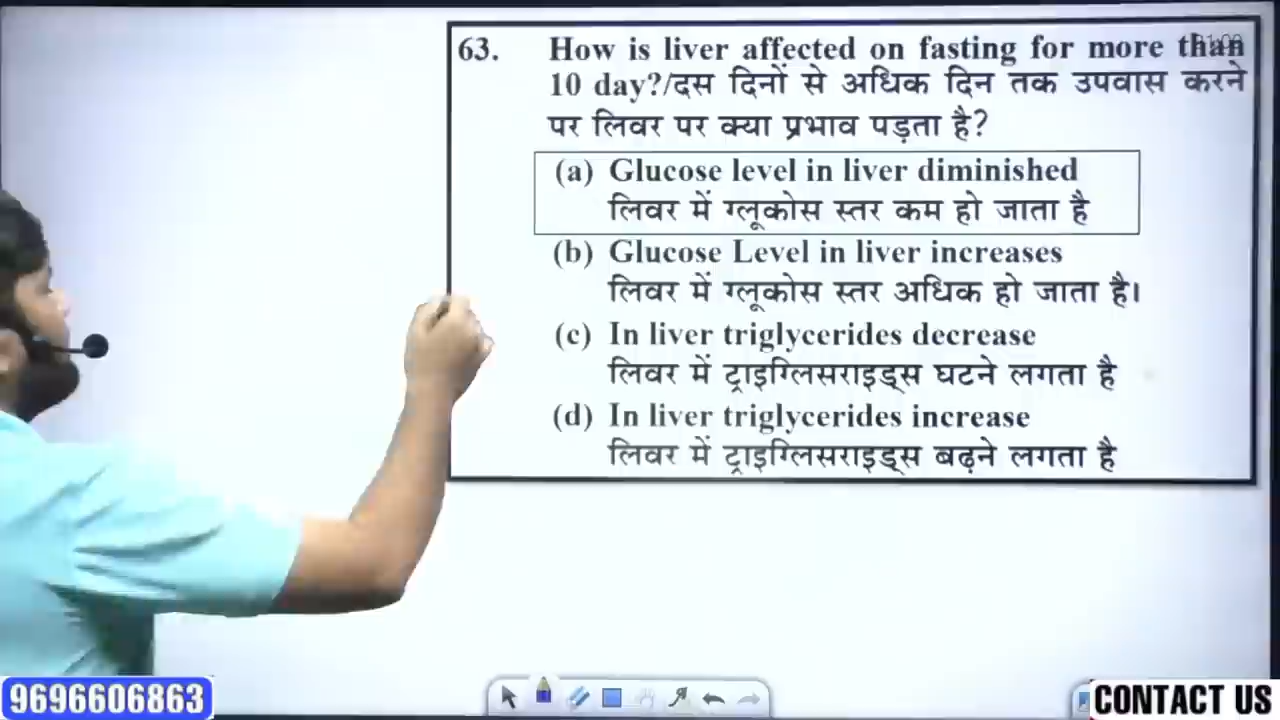 63. How is liver affected on fasting for more than
10 day?/दस दिनों से अधिक दिन तक उपवास करने
पर लिवर पर क्या प्रभाव पड़ता है?
(a) Glucose level in liver diminished
लिवर में ग्लूकोस स्तर कम हो जाता है
(b) Glucose Level in liver increases
लिवर में ग्लूकोस स्तर अधिक हो जाता है।
(c) In liver triglycerides decrease
लिवर में ट्राइग्लिसराइड्स घटने लगता है
(d) In liver triglycerides increase
लिवर में ट्राइग्लिसराइड्स बढ़ने लगता है
9696606863
CONTACT US